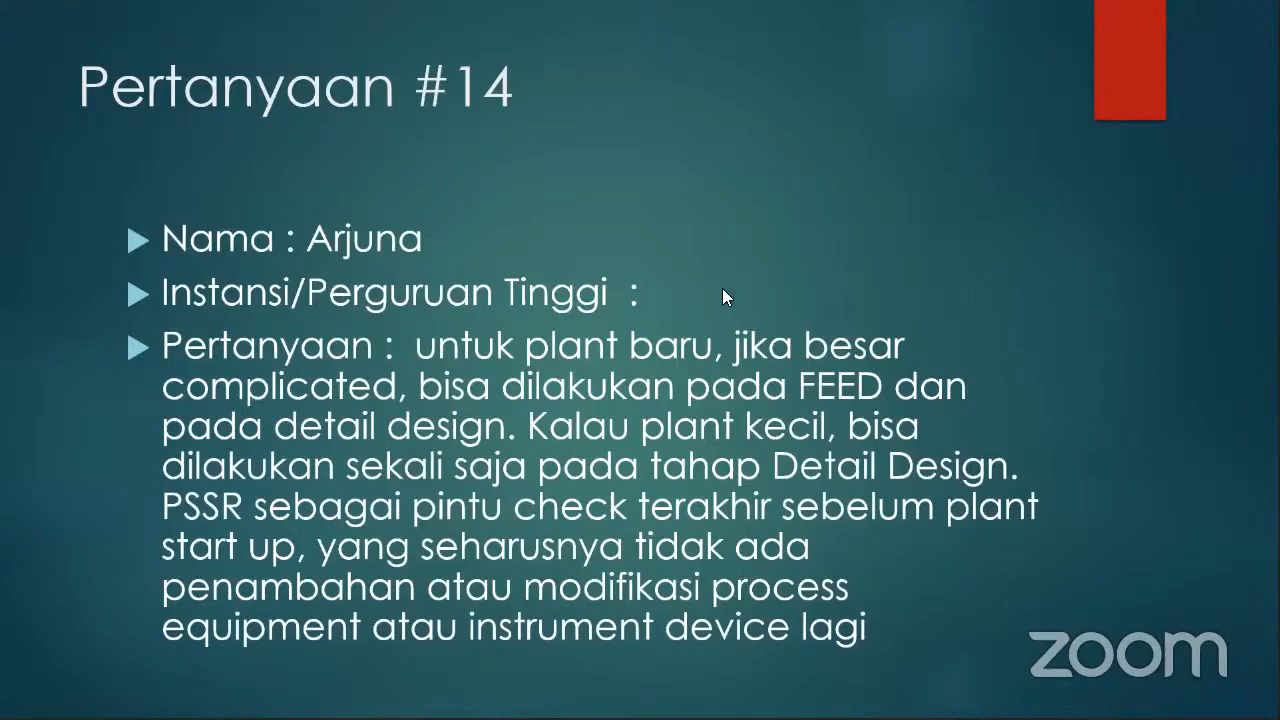 Pertanyaan #14
Nama : Arjuna
Instansi/Perguruan Tinggi :
Pertanyaan : untuk plant baru, jika besar
complicated, bisa dilakukan pada FEED dan
pada detail design. Kalau plant kecil, bisa
dilakukan sekali saja pada tahap Detail Design.
PSSR sebagai pintu check terakhir sebelum plant
start up, yang seharusnya tidak ada
penambahan atau modifikasi process
equipment atau instrument device lagi
zoom